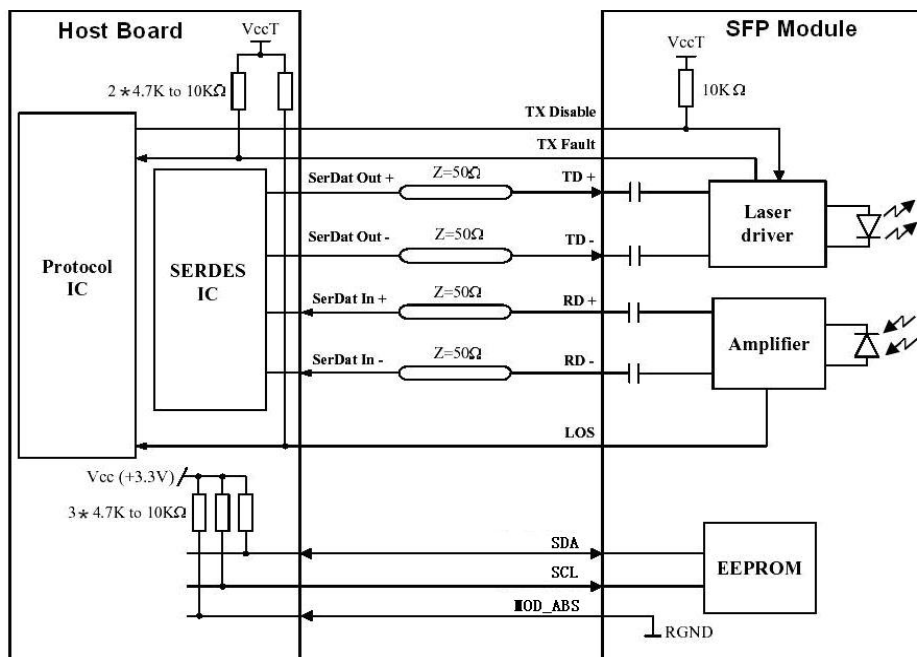 Host Board
SFP Module
VccT
VccT
2*4.7K to 10KΩ
10KΩ
TX Disable
TX Fault
SerDat Out +
Z=50Ω
TD +
SerDat Out -
Z=50Ω
TD -
Laser
driver
Protocol
IC
SERDES
IC
SerDat In +
Z=50Ω
RD +
SerDat In -
Z=50Ω
RD -
Amplifier
LOS
Vcc (+3.3V)
3*4.7K to 10KΩ
SDA
SCL
MOD_ABS
EEPROM
RGND